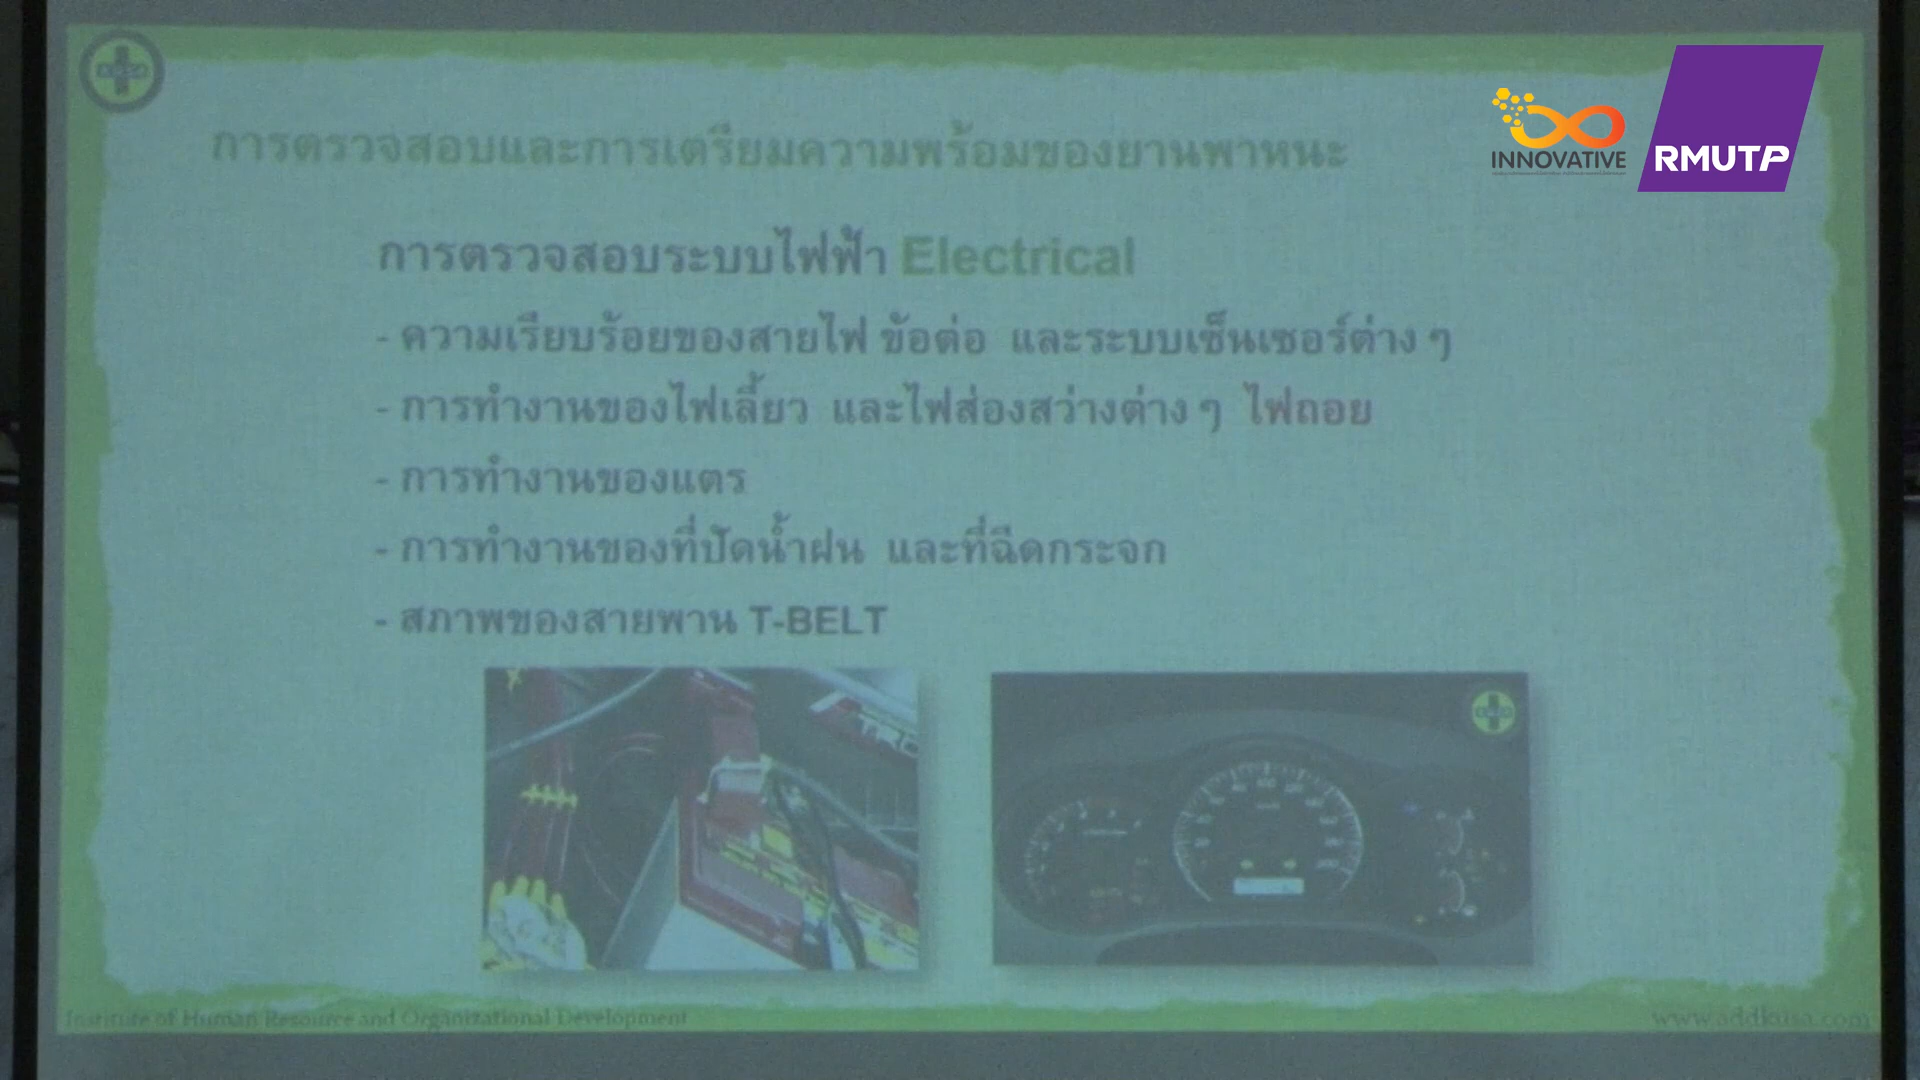 การตรวจสอบและการเตรียมความพร้อมของยานพาหนะ
INNOVATIVE
RMUTP
การตรวจสอบระบบไฟฟ้า Electrical
- ความเรียบร้อยของสายไฟ ข้อต่อ และระบบเซ็นเซอร์ต่าง ๆ
- การทำงานของไฟเลี้ยว และไฟส่องสว่างต่าง ๆ ไฟถอย
- การทำงานของแตร
- การทำงานของที่ปัดน้ำฝน และที่ฉีดกระจก
- สภาพของสายพาน T-BELT
Institute of Human Resource and Organizational Development